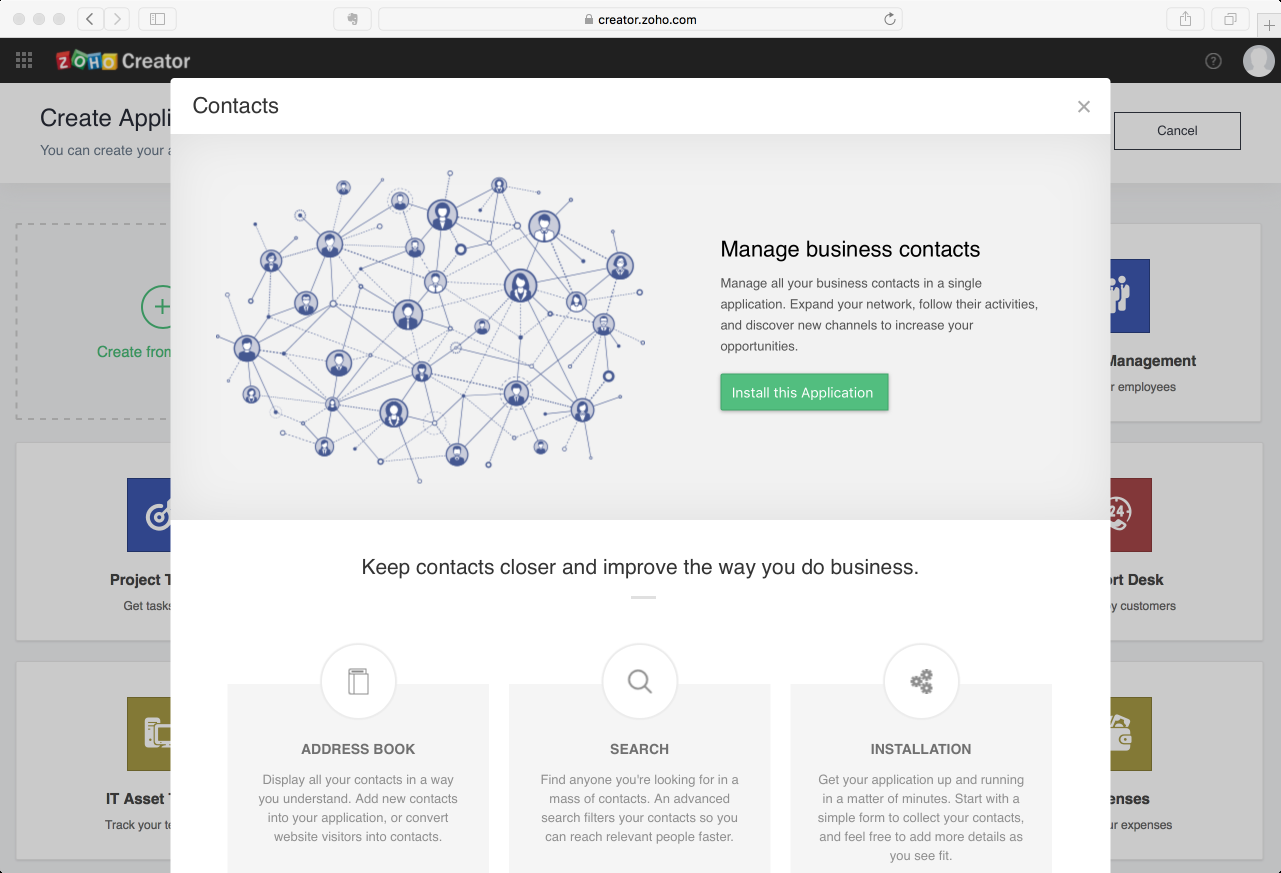 creator.zoho.com
ZOHO Creator
?
Create Appli
You can create your a
Cancel
Contacts
Manage business contacts
Manage all your business contacts in a single
application. Expand your network, follow their activities,
and discover new channels to increase your
opportunities.
Install this Application
Create from
Management
r employees
Project T
Get tasks
24
rt Desk
y customers
Keep contacts closer and improve the way you do business.
ADDRESS BOOK
Display all your contacts in a way
you understand. Add new contacts
into your application, or convert
website visitors into contacts.
SEARCH
Find anyone you're looking for in a
mass of contacts. An advanced
search filters your contacts so you
can reach relevant people faster.
INSTALLATION
Get your application up and running
in a matter of minutes. Start with a
simple form to collect your contacts,
and feel free to add more details as
you see fit.
IT Asset T
Track your te
enses
ur expenses